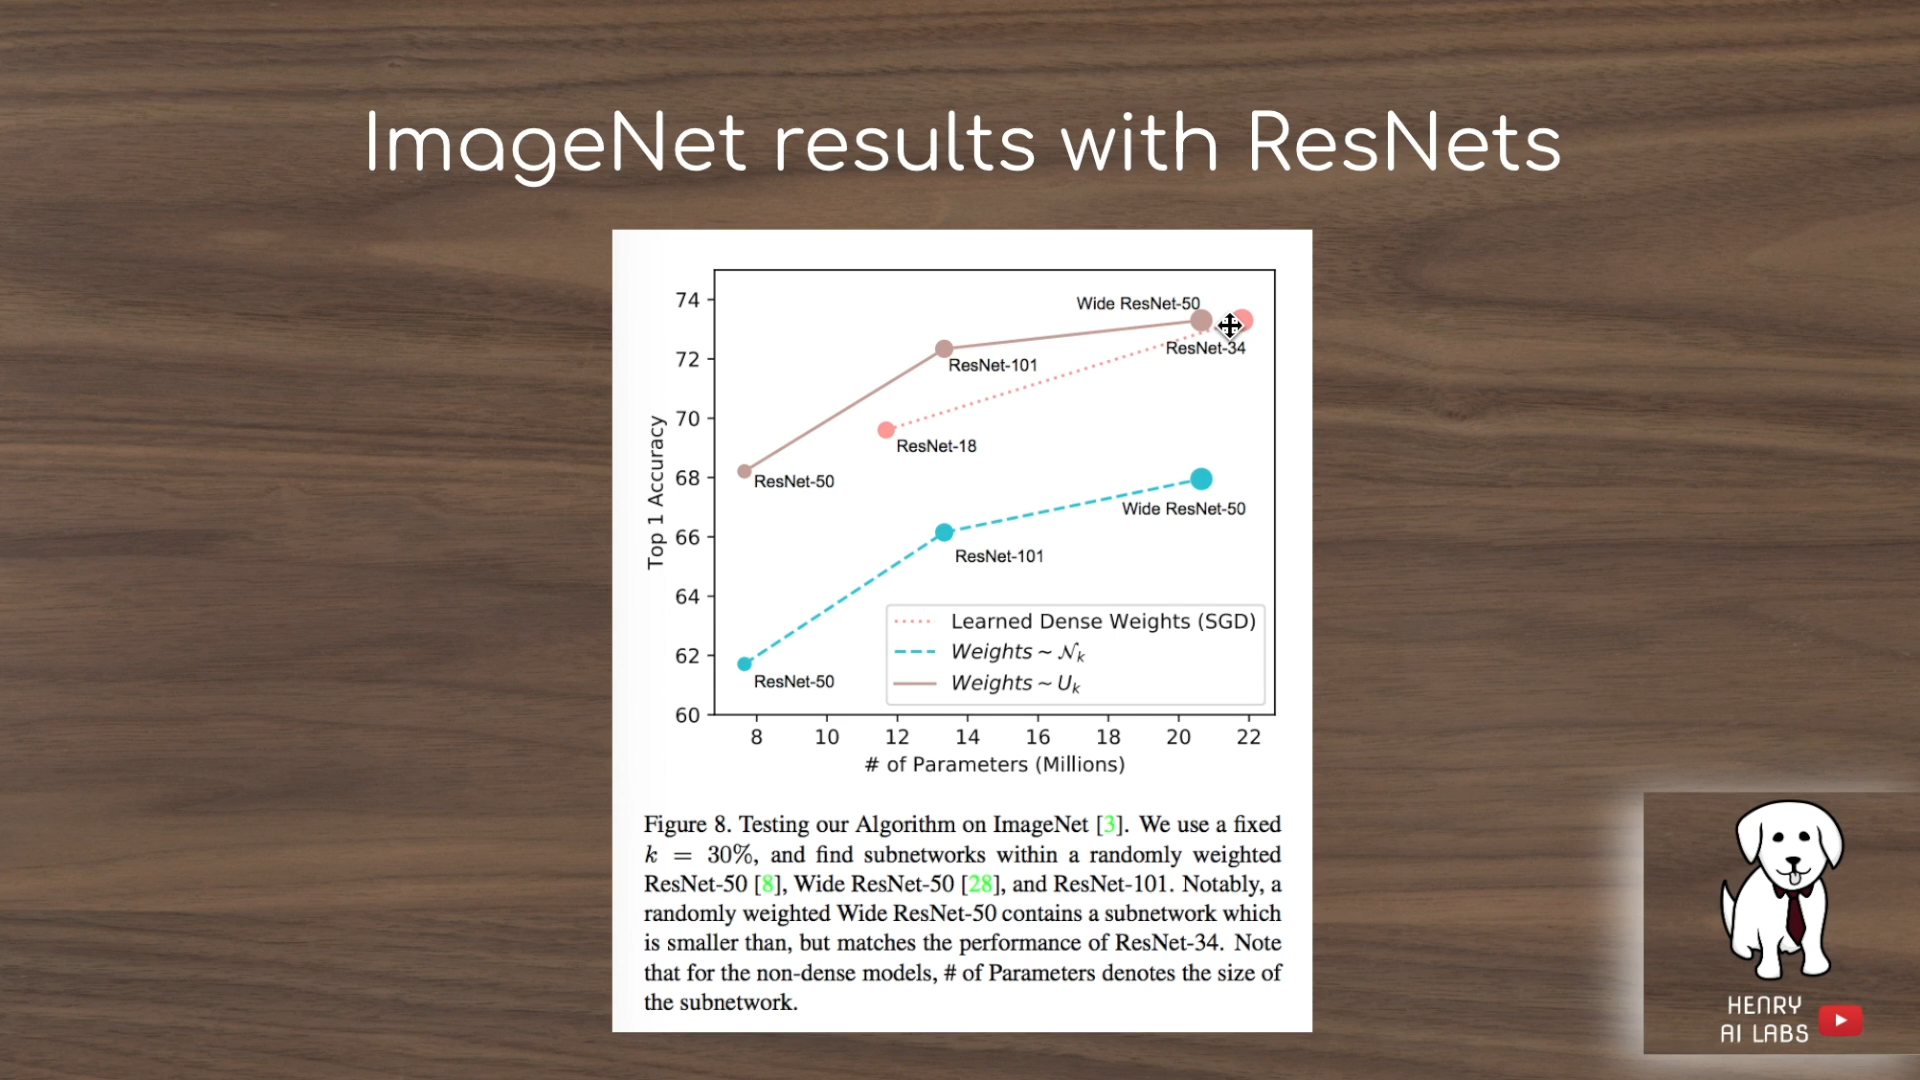 ImageNet results with ResNets
74
72
70
68
66
64
62
60
Top 1 Accuracy
Wide ResNet-50
ResNet-34
ResNet-101
ResNet-18
ResNet-50
Wide ResNet-50
ResNet-101
ResNet-50
Learned Dense Weights (SGD)
Weights ~ 𝒩k
Weights ~ Uk
8 10 12 14 16 18 20 22
# of Parameters (Millions)
Figure 8. Testing our Algorithm on ImageNet [3]. We use a fixed
k = 30%, and find subnetworks within a randomly weighted
ResNet-50 [8], Wide ResNet-50 [28], and ResNet-101. Notably, a
randomly weighted Wide ResNet-50 contains a subnetwork which
is smaller than, but matches the performance of ResNet-34. Note
that for the non-dense models, # of Parameters denotes the size of
the subnetwork.
HENRY
AI LABS